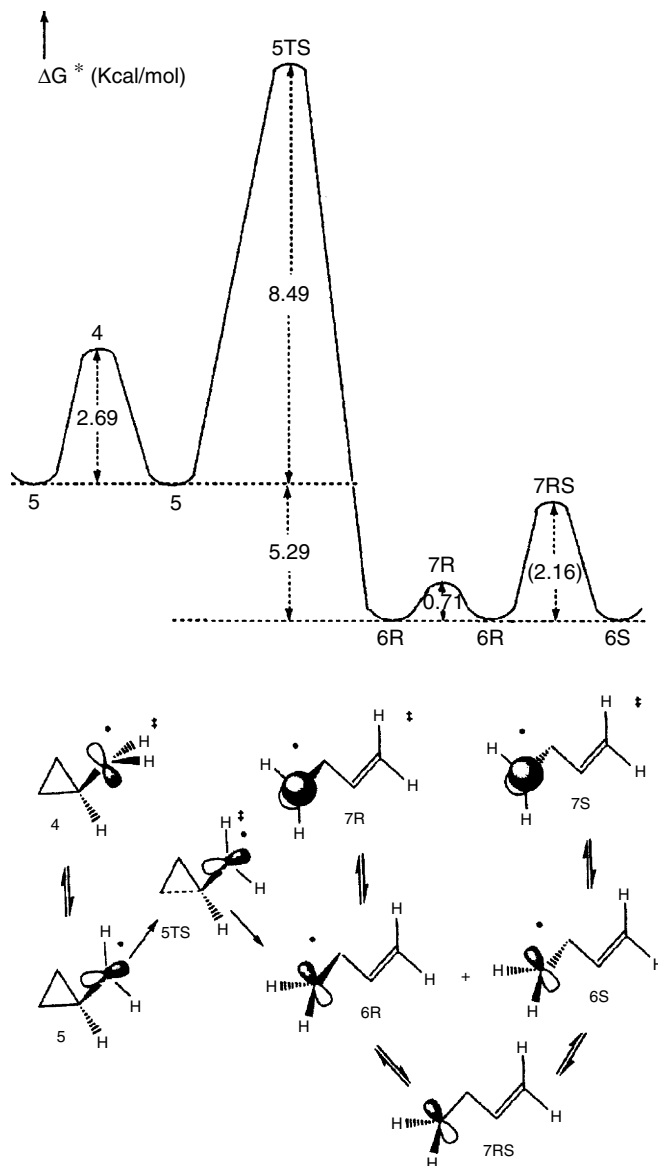 5TS
ΔG * (Kcal/mol)
8.49
4
2.69
5 5
7RS
5.29
7R
(2.16)
0.71
6R 6R 6S
‡
H
H
H
4
‡
H
H
H
7R
‡
H
H
H
7S
‡
H
H
H
5TS
H
H
H
5
H
H
H
H
6R
+
H
H
H
H
6S
H
H
H
H
7RS